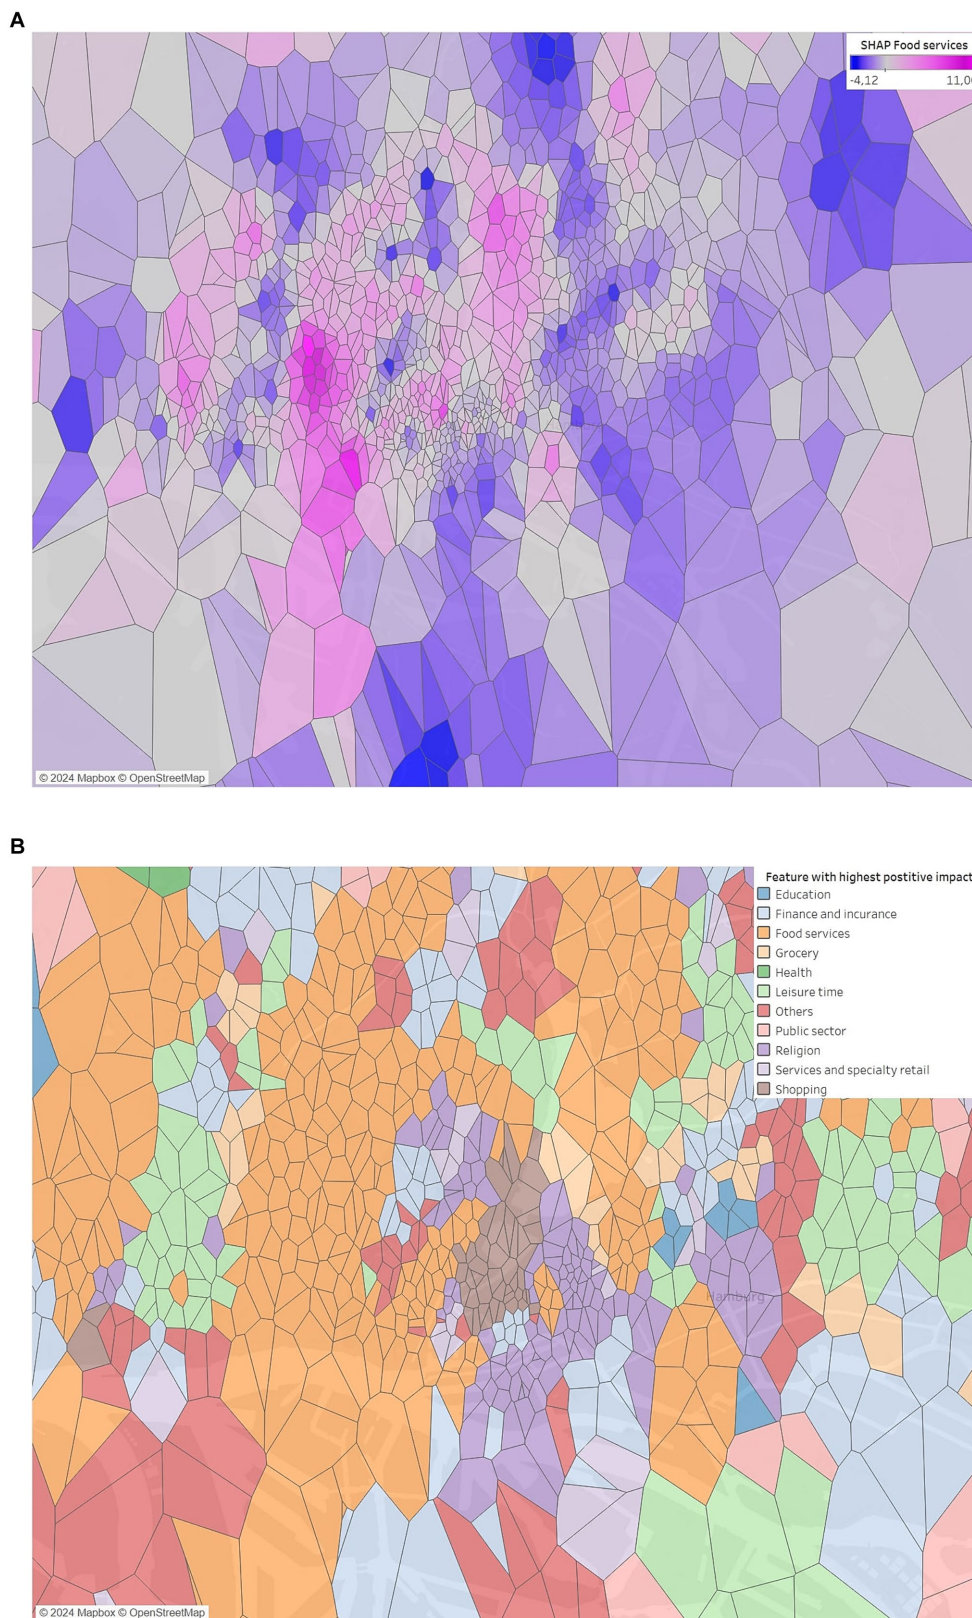 A
SHAP Food services
-4,12
11,0
© 2024 Mapbox © OpenStreetMap
B
Feature with highest postitive impact
Education
Finance and incurance
Food services
Grocery
Health
Leisure time
Others
Public sector
Religion
Services and specialty retail
Shopping
Hamburg
© 2024 Mapbox © OpenStreetMap